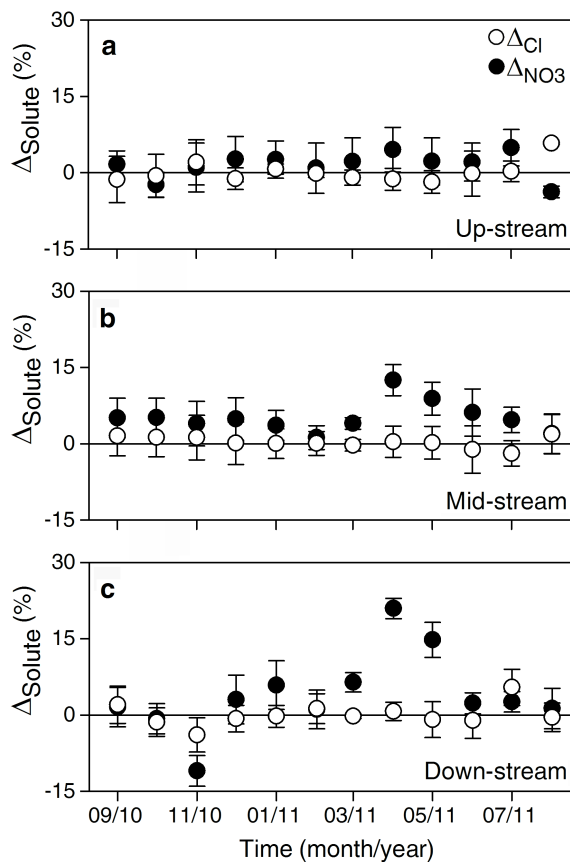 30
a
ΔCl
ΔNO3
15
ΔSolute (%)
0
Up-stream
-15
30
b
15
ΔSolute (%)
0
Mid-stream
-15
30
c
15
ΔSolute (%)
0
Down-stream
-15
09/10 11/10 01/11 03/11 05/11 07/11
Time (month/year)